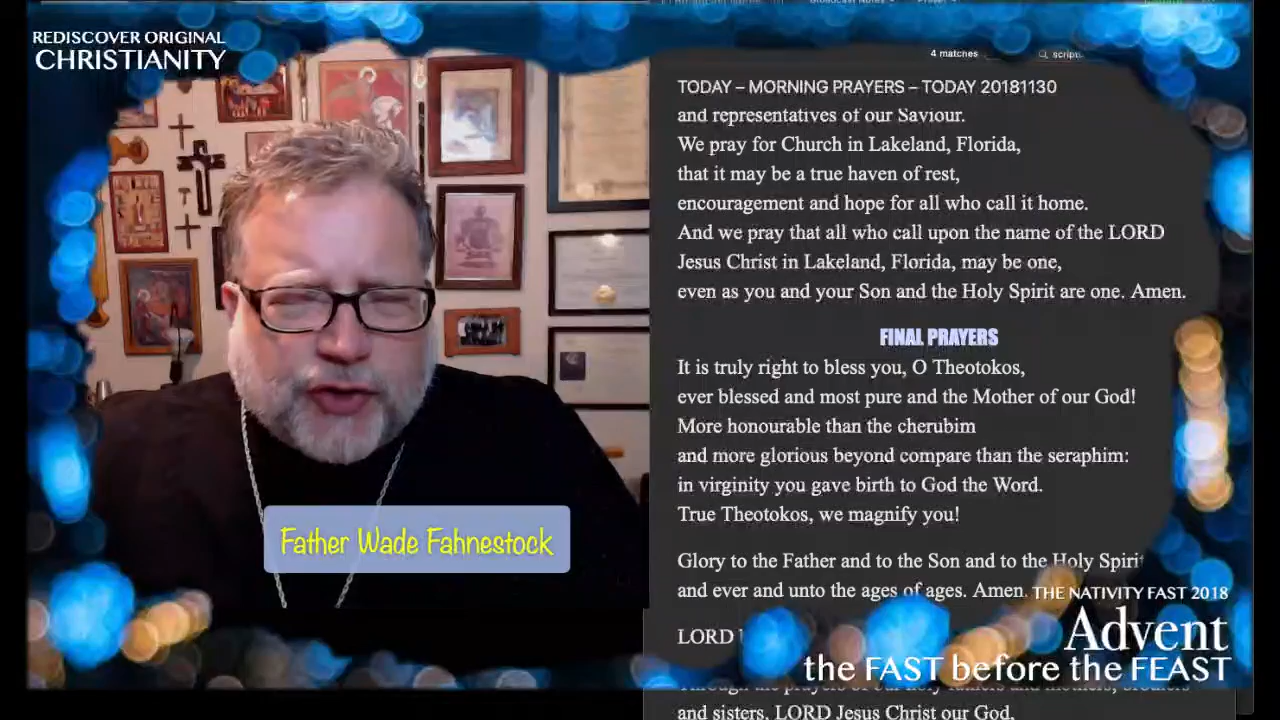 REDISCOVER ORIGINAL
CHRISTIANITY
4 matches
TODAY – MORNING PRAYERS – TODAY 20181130
and representatives of our Saviour.
We pray for Church in Lakeland, Florida,
that it may be a true haven of rest,
encouragement and hope for all who call it home.
And we pray that all who call upon the name of the LORD
Jesus Christ in Lakeland, Florida, may be one,
even as you and your Son and the Holy Spirit are one. Amen.
FINAL PRAYERS
It is truly right to bless you, O Theotokos,
ever blessed and most pure and the Mother of our God!
More honourable than the cherubim
and more glorious beyond compare than the seraphim:
in virginity you gave birth to God the Word.
True Theotokos, we magnify you!
Glory to the Father and to the Son and to the Holy Spirit
and ever and unto the ages of ages. Amen.
LORD
and sisters, LORD Jesus Christ our God,
Father Wade Fahnestock
THE NATIVITY FAST 2018
Advent
the FAST before the FEAST